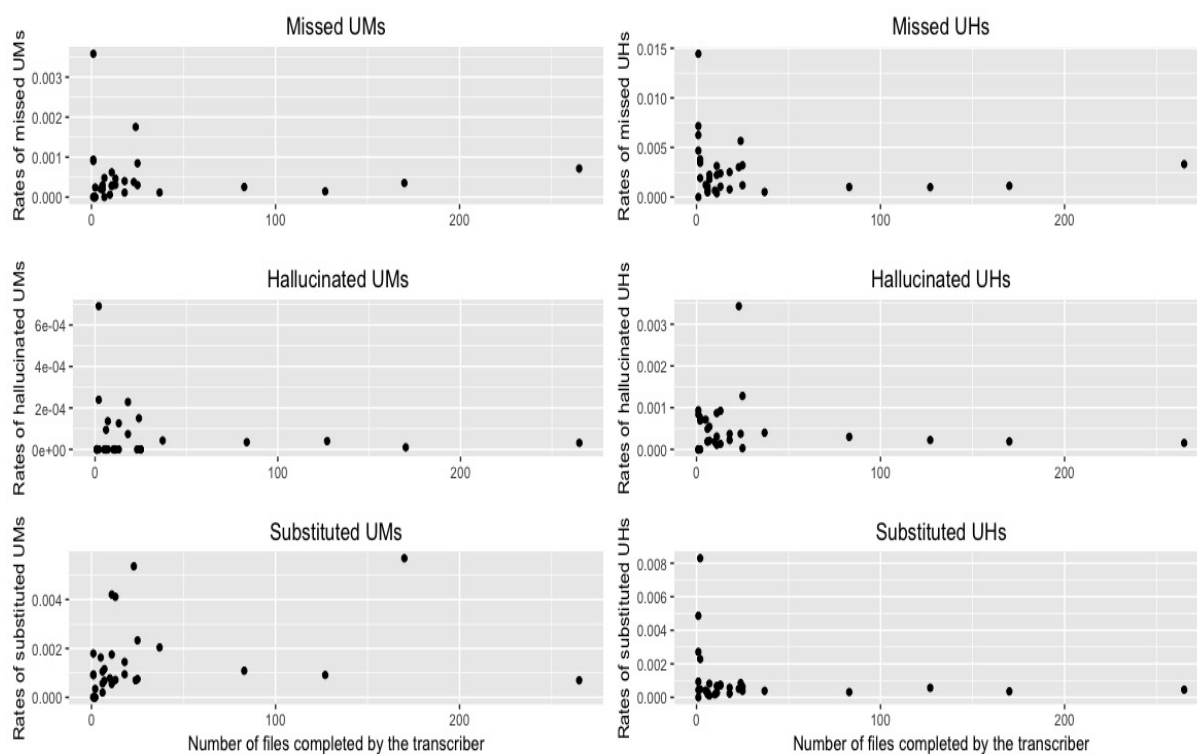 Missed UMs
Rates of missed UMs
0.003
0.002
0.001
0.000
0
100
200
Missed UHs
Rates of missed UHs
0.015
0.010
0.005
0.000
0
100
200
Hallucinated UMs
Rates of hallucinated UMs
6e-04
4e-04
2e-04
0e+00
0
100
200
Hallucinated UHs
Rates of hallucinated UHs
0.003
0.002
0.001
0.000
0
100
200
Substituted UMs
Rates of substituted UMs
0.004
0.002
0.000
0
100
200
Number of files completed by the transcriber
Substituted UHs
Rates of substituted UHs
0.008
0.006
0.004
0.002
0.000
0
100
200
Number of files completed by the transcriber